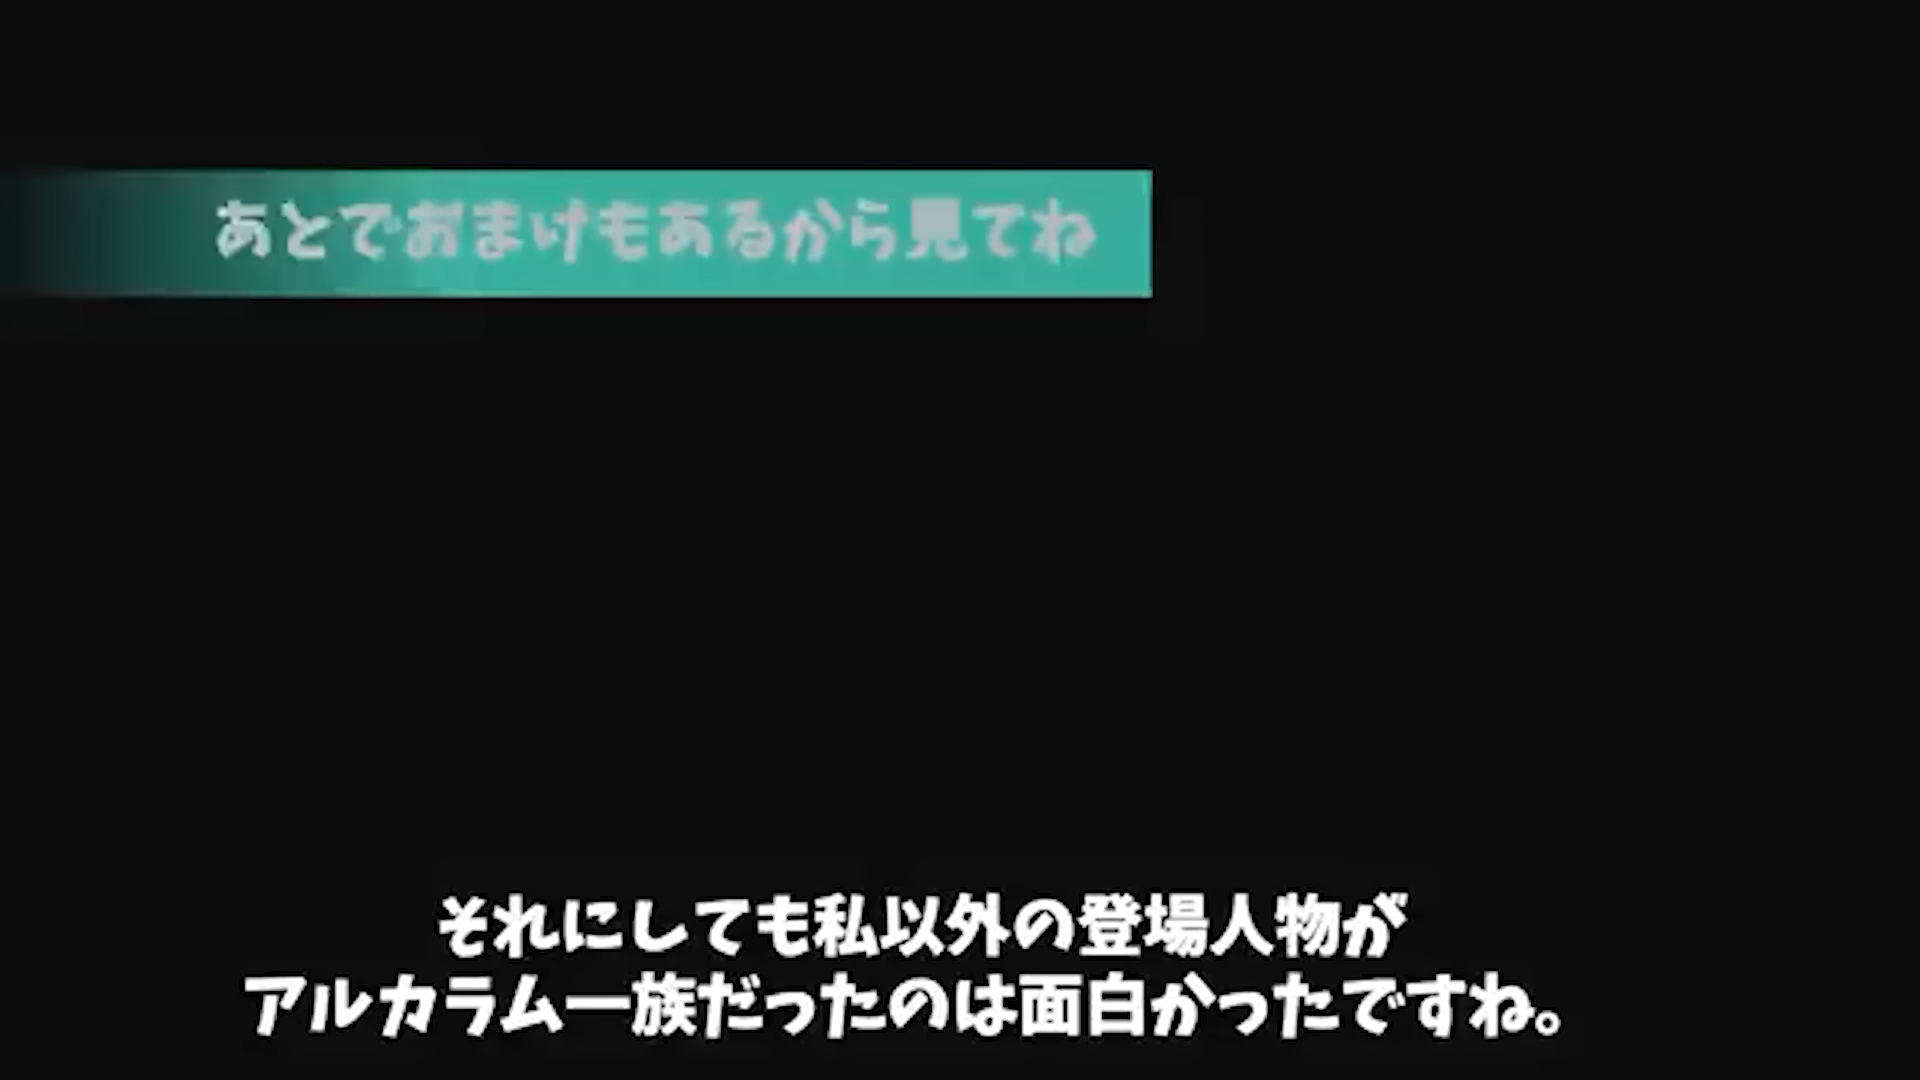 あとでおまけもあるから見てね
それにしても私以外の登場人物が
アルカラム一族だったのは面白かったですね。